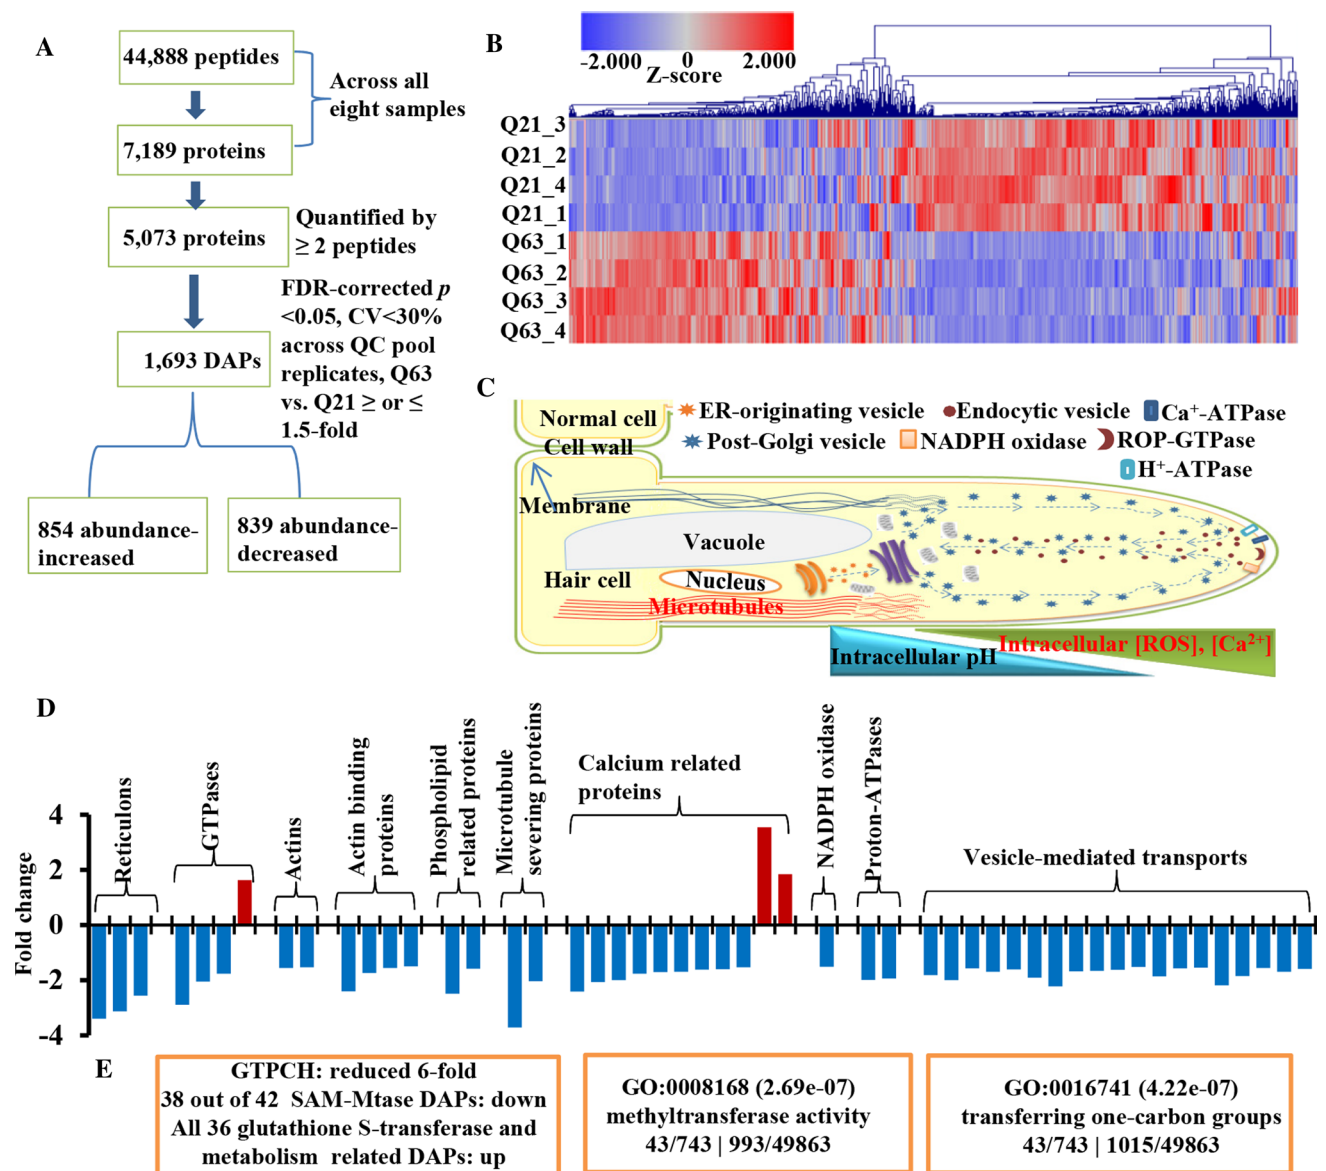 A
44,888 peptides
Across all
eight samples
7,189 proteins
5,073 proteins
Quantified by
≥ 2 peptides
FDR-corrected p
<0.05, CV<30%
across QC pool
replicates, Q63
vs. Q21 ≥ or ≤
1.5-fold
1,693 DAPs
854 abundance-
increased
839 abundance-
decreased
B
-2.000 0 2.000
Z-score
Q21_3
Q21_2
Q21_4
Q21_1
Q63_1
Q63_2
Q63_3
Q63_4
C
Normal cell
Cell wall
Membrane
ER-originating vesicle
Endocytic vesicle
Ca⁺-ATPase
Post-Golgi vesicle
NADPH oxidase
ROP-GTPase
H⁺-ATPase
Vacuole
Hair cell
Nucleus
Microtubules
Intracellular pH
Intracellular [ROS], [Ca²⁺]
D
Fold change
4
2
0
-2
-4
Reticulons
GTPases
Actins
Actin binding
proteins
Phospholipid
related proteins
Microtubule
severing proteins
Calcium related
proteins
NADPH oxidase
Proton-ATPases
Vesicle-mediated transports
E
GTPCH: reduced 6-fold
38 out of 42 SAM-Mtase DAPs: down
All 36 glutathione S-transferase and
metabolism related DAPs: up
GO:0008168 (2.69e-07)
methyltransferase activity
43/743 | 993/49863
GO:0016741 (4.22e-07)
transferring one-carbon groups
43/743 | 1015/49863